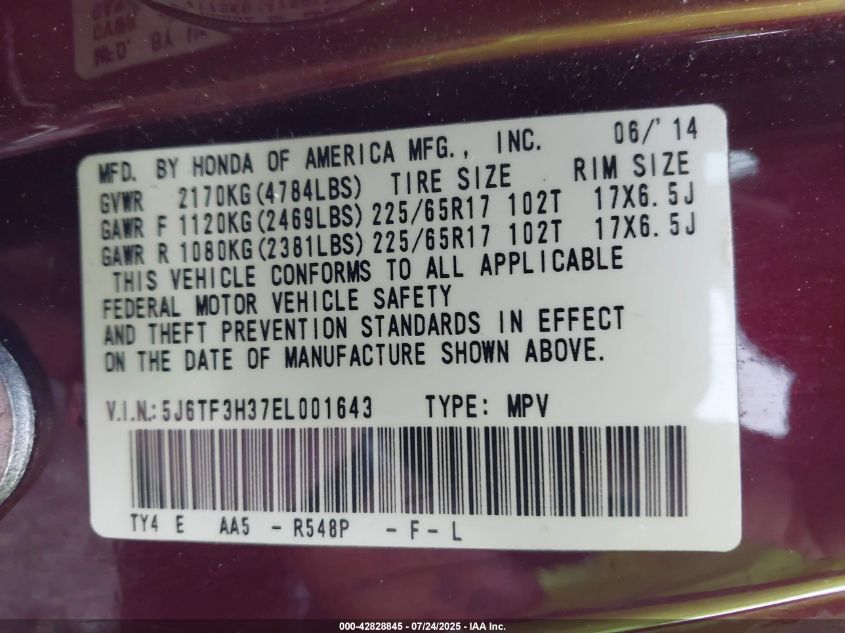 MFD. BY HONDA OF AMERICA MFG., INC. 06/'14
GVWR 2170KG(4784LBS) TIRE SIZE RIM SIZE
GAWR F 1120KG(2469LBS) 225/65R17 102T 17X6.5J
GAWR R 1080KG(2381LBS) 225/65R17 102T 17X6.5J
THIS VEHICLE CONFORMS TO ALL APPLICABLE
FEDERAL MOTOR VEHICLE SAFETY
AND THEFT PREVENTION STANDARDS IN EFFECT
ON THE DATE OF MANUFACTURE SHOWN ABOVE.
V.I.N.: 5J6TF3H37EL001643 TYPE: MPV
TY4 E AA5 - R548P - F - L
000-42828845 - 07/24/2025 - IAA Inc.